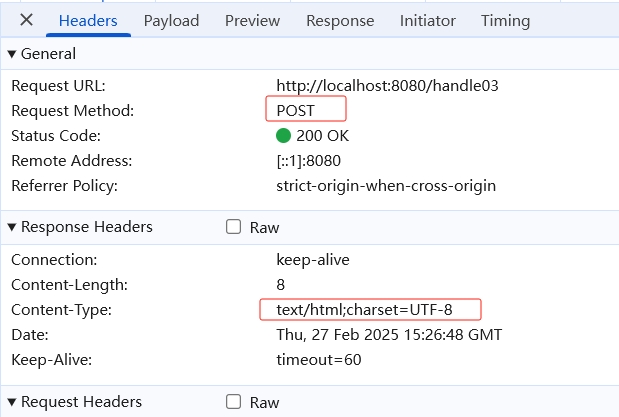 Headers Payload Preview Response Initiator Timing
General
Request URL: http://localhost:8080/handle03
Request Method: POST
Status Code: 200 OK
Remote Address: [::1]:8080
Referrer Policy: strict-origin-when-cross-origin
Response Headers Raw
Connection: keep-alive
Content-Length: 8
Content-Type: text/html;charset=UTF-8
Date: Thu, 27 Feb 2025 15:26:48 GMT
Keep-Alive: timeout=60
Request Headers Raw